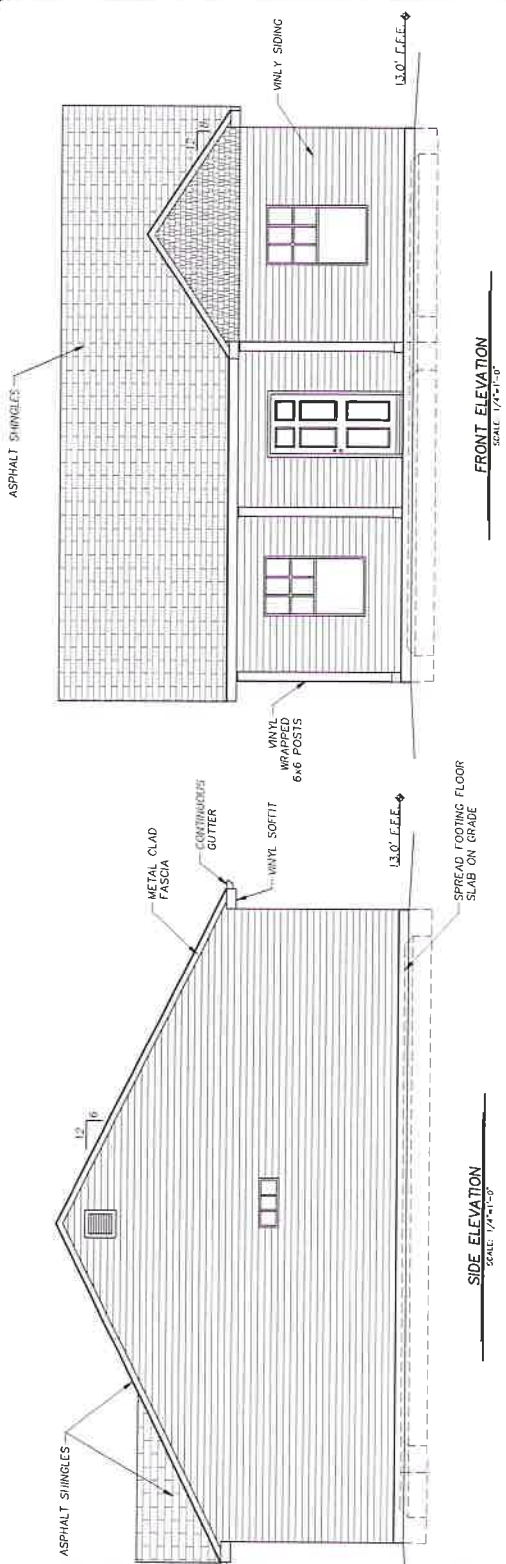 ASPHALT SHINGLES
12
6
METAL CLAD
FASCIA
CONTINUOUS
GUTTER
VINYL SOFFIT
13.0' F.F.E.
SPREAD FOOTING FLOOR
SLAB ON GRADE
SIDE ELEVATION
SCALE: 1/4"=1'-0"
ASPHALT SHINGLES
12
8
VINLY SIDING
VINYL
WRAPPED
6x6 POSTS
13.0' F.F.E.
FRONT ELEVATION
SCALE: 1/4"=1'-0"